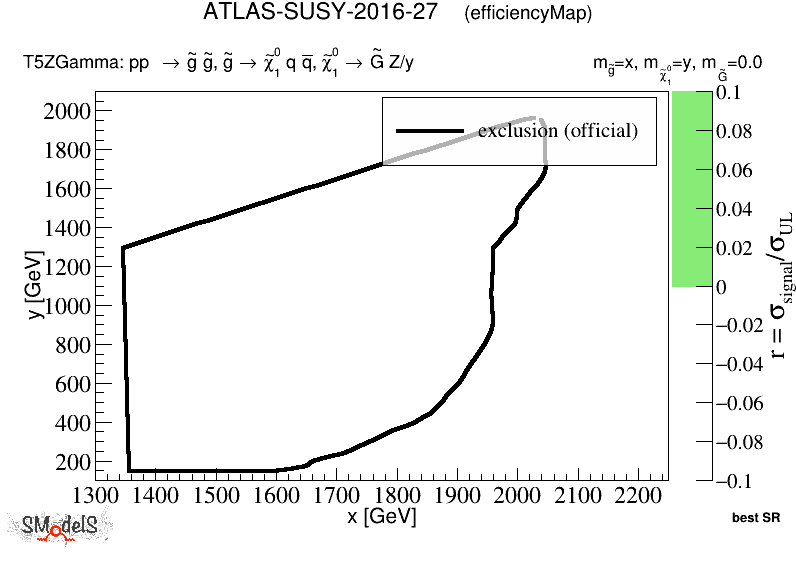 ATLAS-SUSY-2016-27 (efficiencyMap)
T5ZGamma: pp → g̃ g̃, g̃ → χ̃₁⁰ q q̅, χ̃₁⁰ → G̃ Z/y
m_g̃=x, m_χ̃₁⁰=y, m_G̃=0.0
exclusion (official)
2000
1800
1600
1400
1200
1000
800
600
400
200
y [GeV]
1300 1400 1500 1600 1700 1800 1900 2000 2100 2200
x [GeV]
0.1
0.08
0.06
0.04
0.02
0
−0.02
−0.04
−0.06
−0.08
−0.1
r = σ_signal/σ_UL
best SR
SModelS